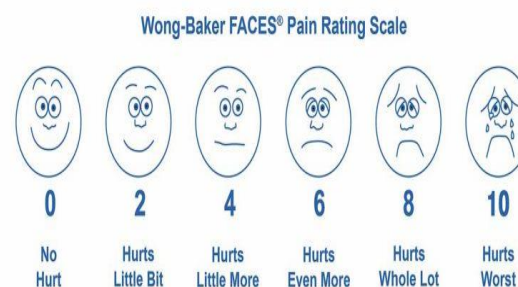 Wong-Baker FACES® Pain Rating Scale
0 2 4 6 8 10
No Hurts Hurts Hurts Hurts Hurts
Hurt Little Bit Little More Even More Whole Lot Worst